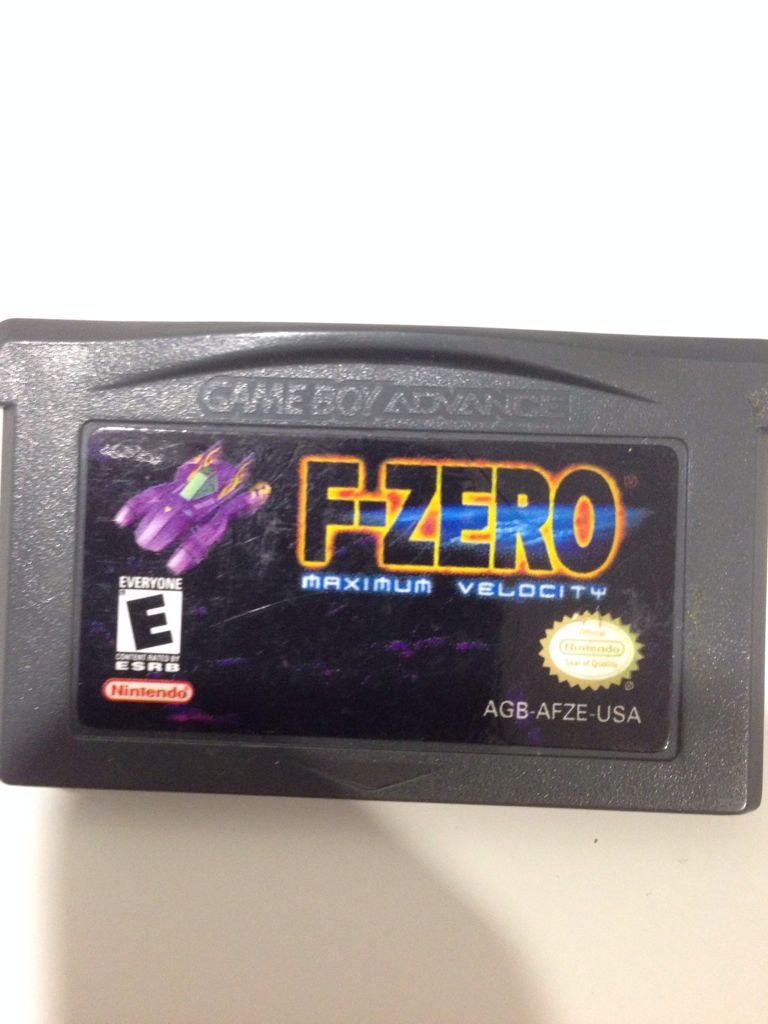 GAME BOY ADVANCE
F-ZERO®
MAXIMUM VELOCITY
EVERYONE
E
CONTENT RATED BY
ESRB
Nintendo
Official
Nintendo
Seal of Quality
AGB-AFZE-USA